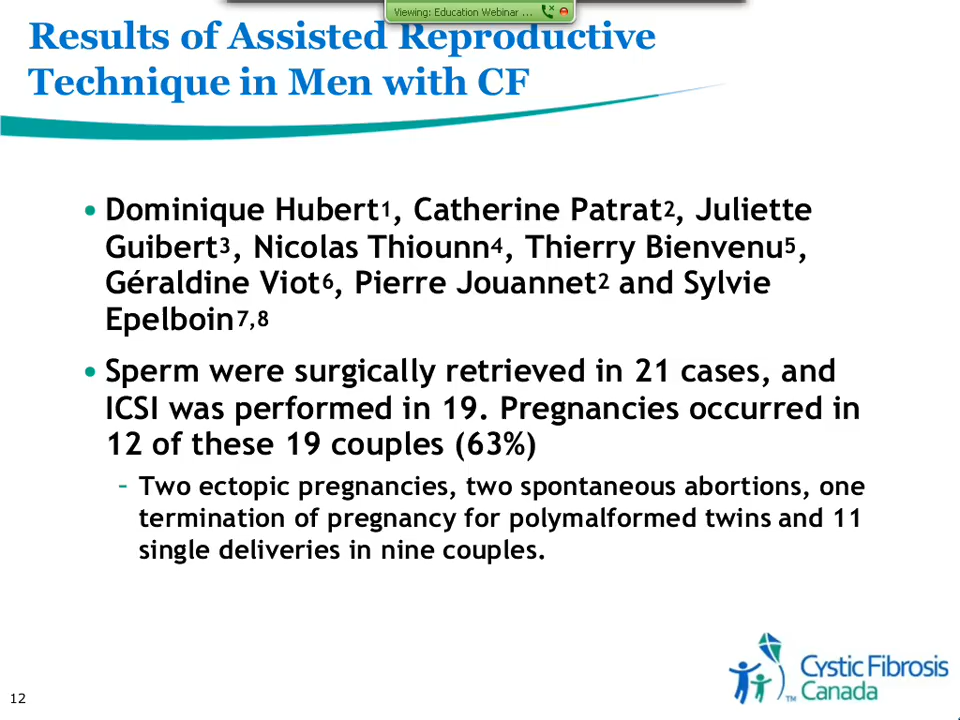 Viewing: Education Webinar ...
Results of Assisted Reproductive
Technique in Men with CF
• Dominique Hubert1, Catherine Patrat2, Juliette
Guibert3, Nicolas Thiounn4, Thierry Bienvenu5,
Géraldine Viot6, Pierre Jouannet2 and Sylvie
Epelboin7,8
• Sperm were surgically retrieved in 21 cases, and
ICSI was performed in 19. Pregnancies occurred in
12 of these 19 couples (63%)
– Two ectopic pregnancies, two spontaneous abortions, one
termination of pregnancy for polymalformed twins and 11
single deliveries in nine couples.
Cystic Fibrosis
™ Canada
12